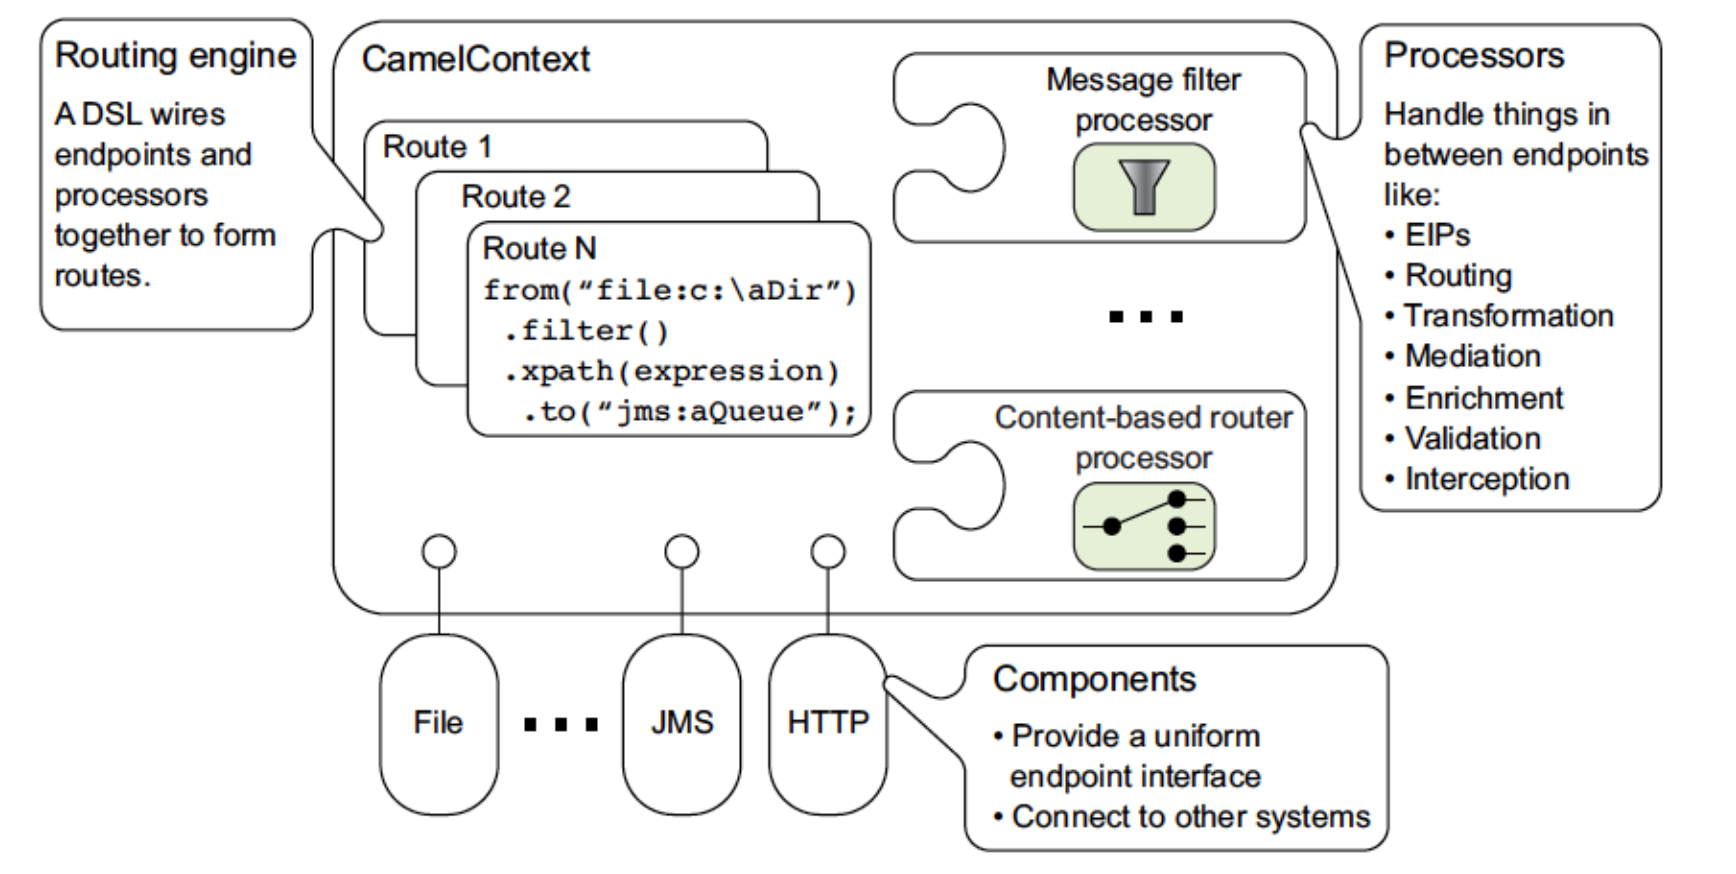 Routing engine
A DSL wires
endpoints and
processors
together to form
routes.
CamelContext
Route 1
Route 2
Route N
from(“file:c:\aDir”)
.filter()
.xpath(expression)
.to(“jms:aQueue”);
Message filter
processor
Content-based router
processor
Processors
Handle things in
between endpoints
like:
• EIPs
• Routing
• Transformation
• Mediation
• Enrichment
• Validation
• Interception
File
JMS
HTTP
Components
• Provide a uniform
endpoint interface
• Connect to other systems